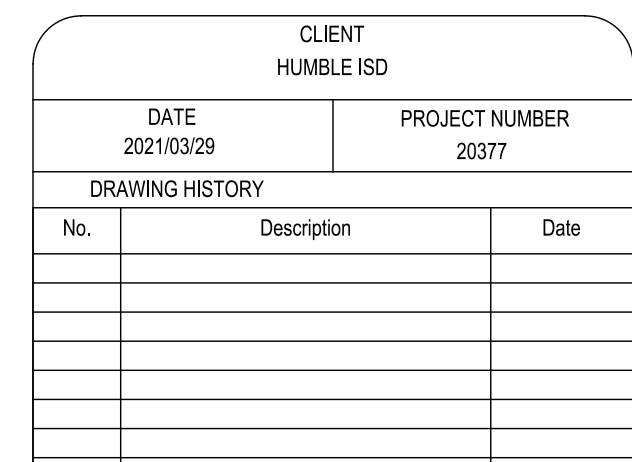 CLIENT
HUMBLE ISD
DATE
2021/03/29
PROJECT NUMBER
20377
DRAWING HISTORY
No. Description Date